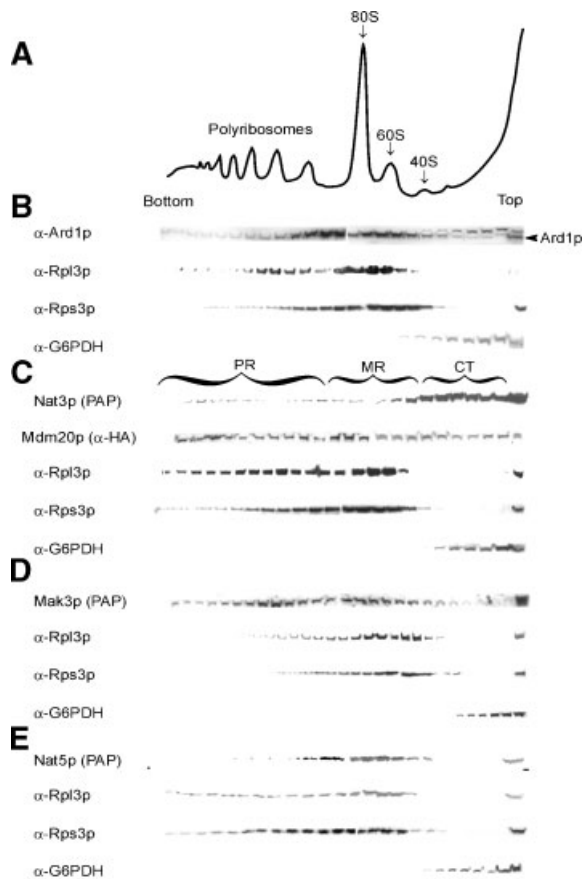 80S
A
60S
Polyribosomes
40S
Bottom
Top
B
α-Ard1p
Ard1p
α-Rpl3p
α-Rps3p
α-G6PDH
PR
MR
CT
C
Nat3p (PAP)
Mdm20p (α-HA)
α-Rpl3p
α-Rps3p
α-G6PDH
D
Mak3p (PAP)
α-Rpl3p
α-Rps3p
α-G6PDH
E
Nat5p (PAP)
α-Rpl3p
α-Rps3p
α-G6PDH